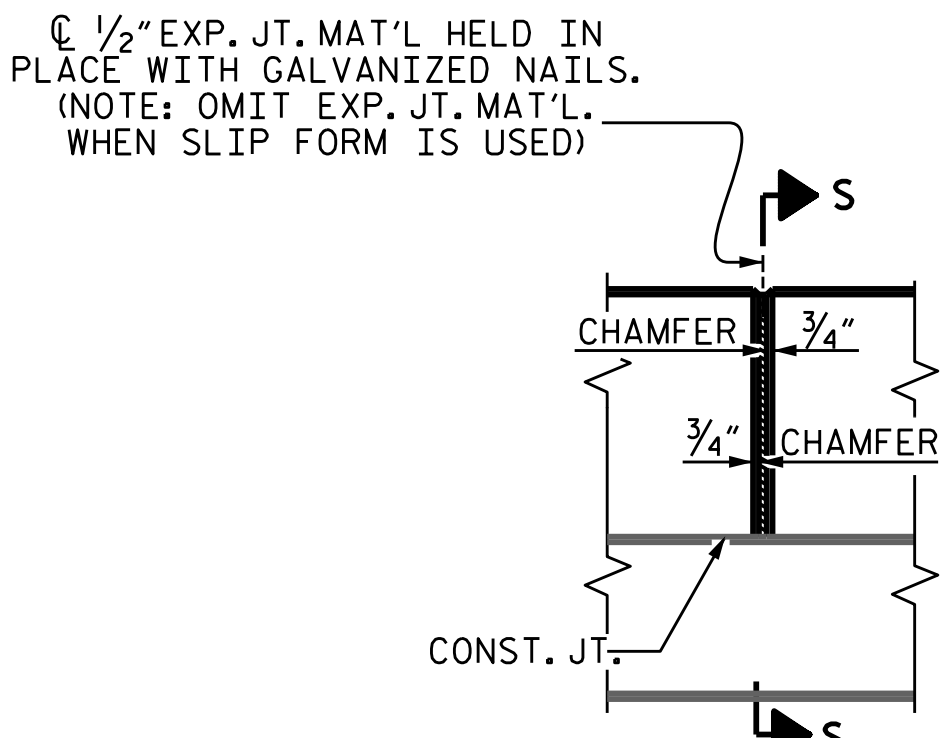 ℄ 1/2" EXP. JT. MAT'L HELD IN
PLACE WITH GALVANIZED NAILS.
(NOTE: OMIT EXP. JT. MAT'L.
WHEN SLIP FORM IS USED)
S
CHAMFER 3/4"
3/4" CHAMFER
CONST. JT.
S